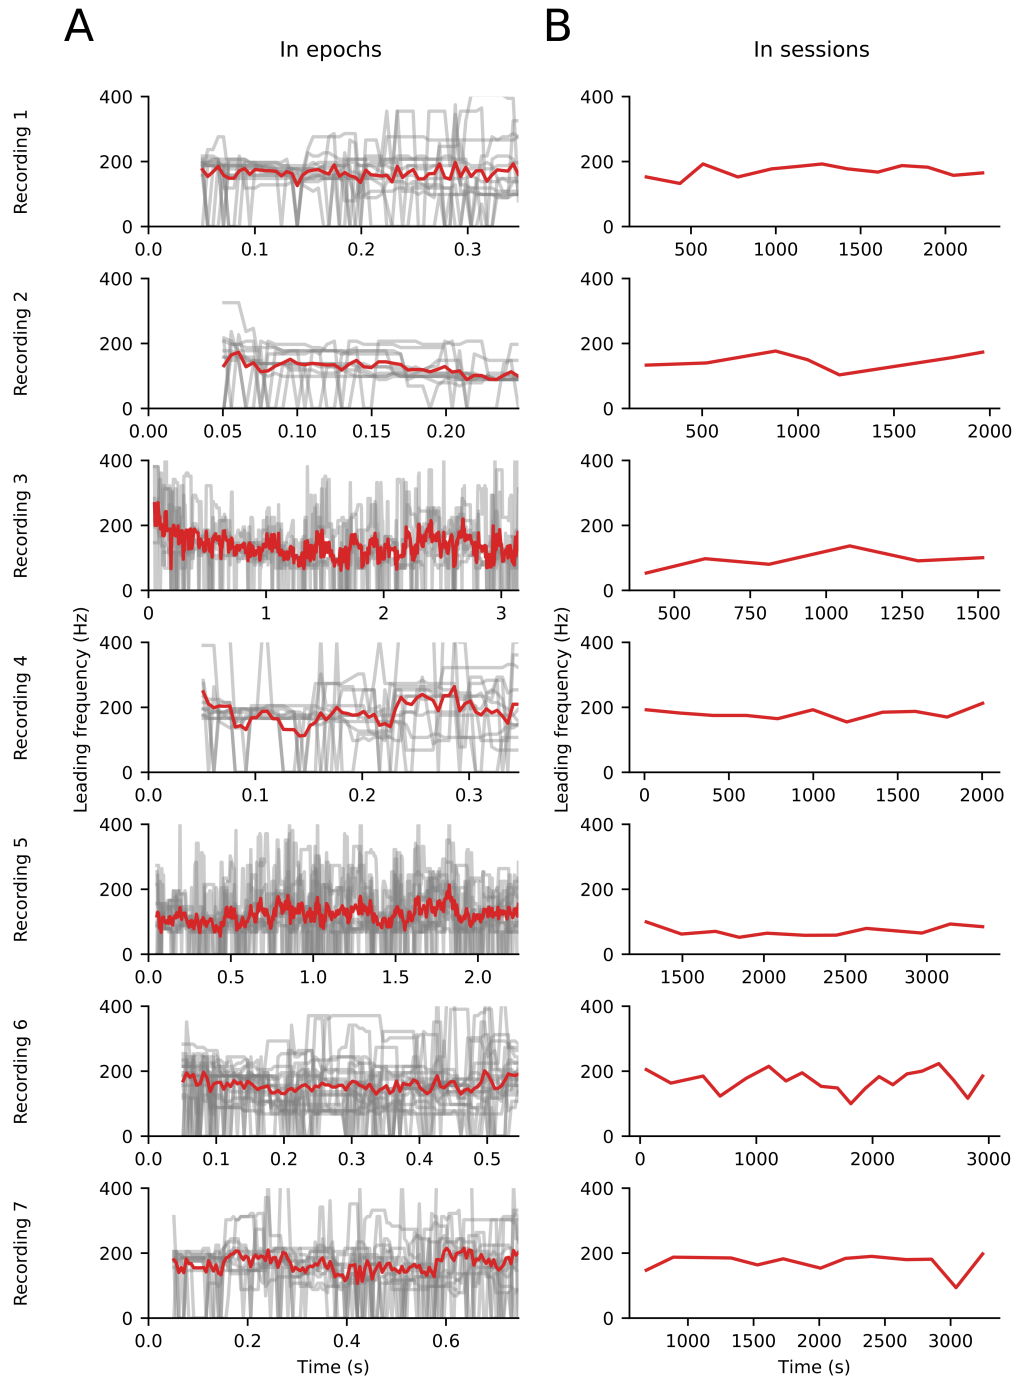 A B
In epochs In sessions
Recording 1
400
200
0
0.0 0.1 0.2 0.3
400
200
0
500 1000 1500 2000
Recording 2
400
200
0
0.00 0.05 0.10 0.15 0.20
400
200
0
500 1000 1500 2000
Recording 3
400
200
0
0 1 2 3
400
200
0
500 750 1000 1250 1500
Leading frequency (Hz)
Leading frequency (Hz)
Recording 4
400
200
0
0.0 0.1 0.2 0.3
400
200
0
0 500 1000 1500 2000
Recording 5
400
200
0
0.0 0.5 1.0 1.5 2.0
400
200
0
1500 2000 2500 3000
Recording 6
400
200
0
0.0 0.1 0.2 0.3 0.4 0.5
400
200
0
0 1000 2000 3000
Recording 7
400
200
0
0.0 0.2 0.4 0.6
400
200
0
1000 1500 2000 2500 3000
Time (s) Time (s)